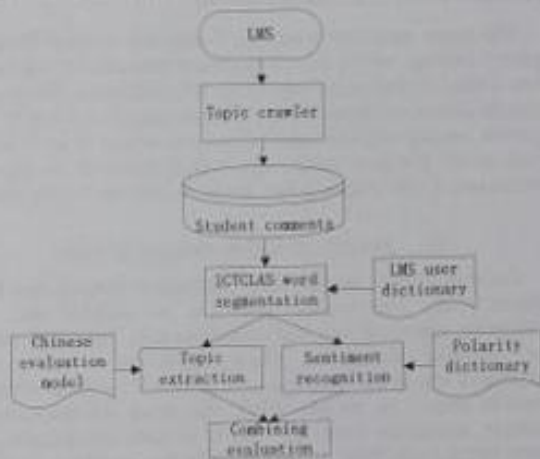 LMS
Topic crawler
Student comments
ICTCLAS word
segmentation
LMS user
dictionary
Chinese
evaluation
model
Topic
extraction
Sentiment
recognition
Polarity
dictionary
Combining
evaluation